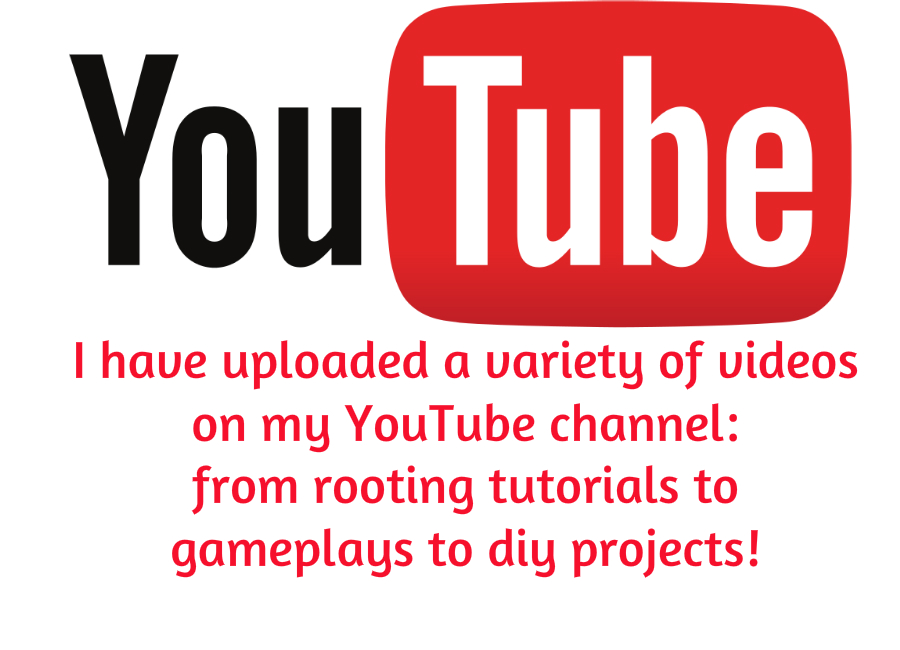 YouTube
I have uploaded a variety of videos
on my YouTube channel:
from rooting tutorials to
gameplays to diy projects!